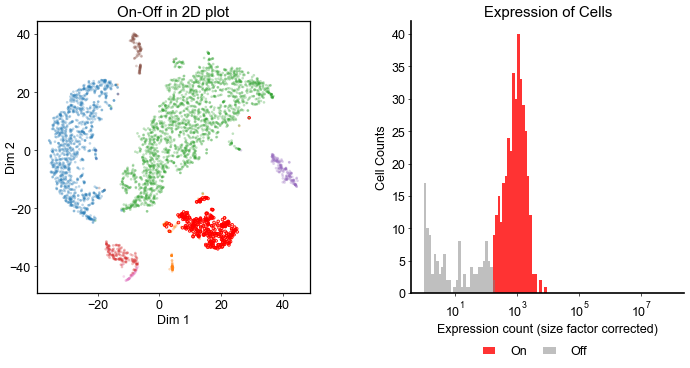 On-Off in 2D plot
Dim 2
40
20
0
−20
−40
−20
0
20
40
Dim 1
Expression of Cells
Cell Counts
40
35
30
25
20
15
10
5
0
10^1
10^3
10^5
10^7
Expression count (size factor corrected)
On
Off